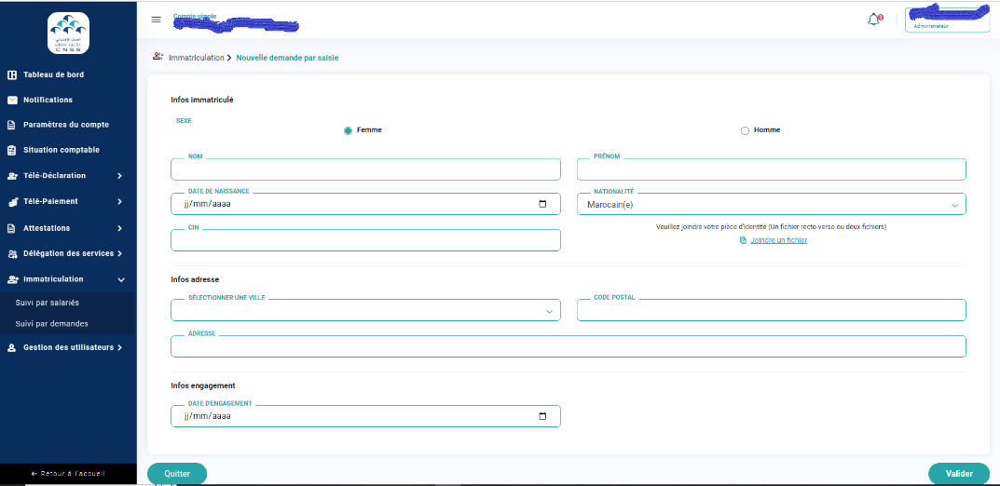 Compte simple
1
Administrateur
CNSS
Immatriculation > Nouvelle demande par saisie
Tableau de bord
Notifications
Paramètres du compte
Situation comptable
Télé-Déclaration
Télé-Paiement
Attestations
Délégation des services
Immatriculation
Suivi par salariés
Suivi par demandes
Gestion des utilisateurs
← Retour à l'accueil
Infos immatriculé
SEXE
Femme
Homme
NOM
PRÉNOM
DATE DE NAISSANCE
jj/mm/aaaa
NATIONALITÉ
Marocain(e)
CIN
Veuillez joindre votre pièce d'identité (Un fichier recto-verso ou deux fichiers)
Joindre un fichier
Infos adresse
SÉLECTIONNER UNE VILLE
CODE POSTAL
ADRESSE
Infos engagement
DATE D'ENGAGEMENT
jj/mm/aaaa
Quitter
Valider